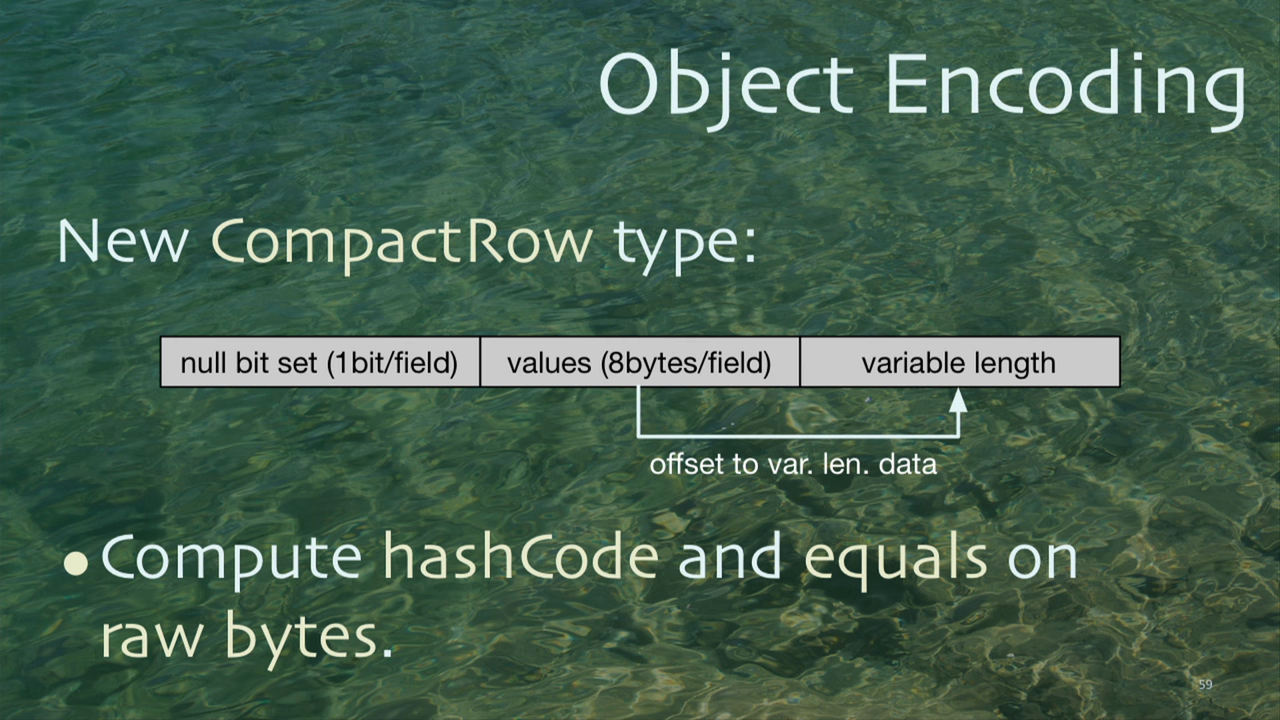 Object Encoding
New CompactRow type:
null bit set (1bit/field) values (8bytes/field) variable length
offset to var. len. data
• Compute hashCode and equals on
raw bytes.
59